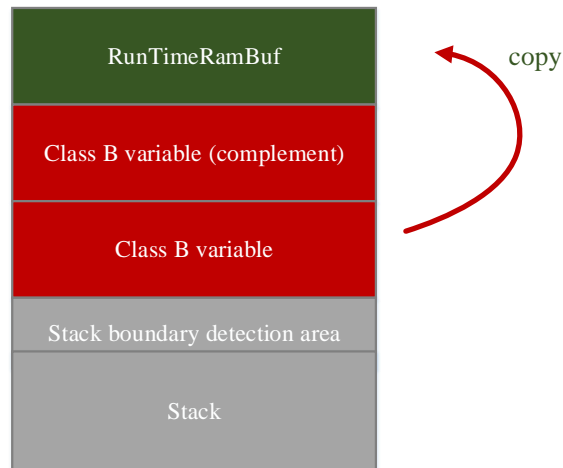 RunTimeRamBuf
copy
Class B variable (complement)
Class B variable
Stack boundary detection area
Stack